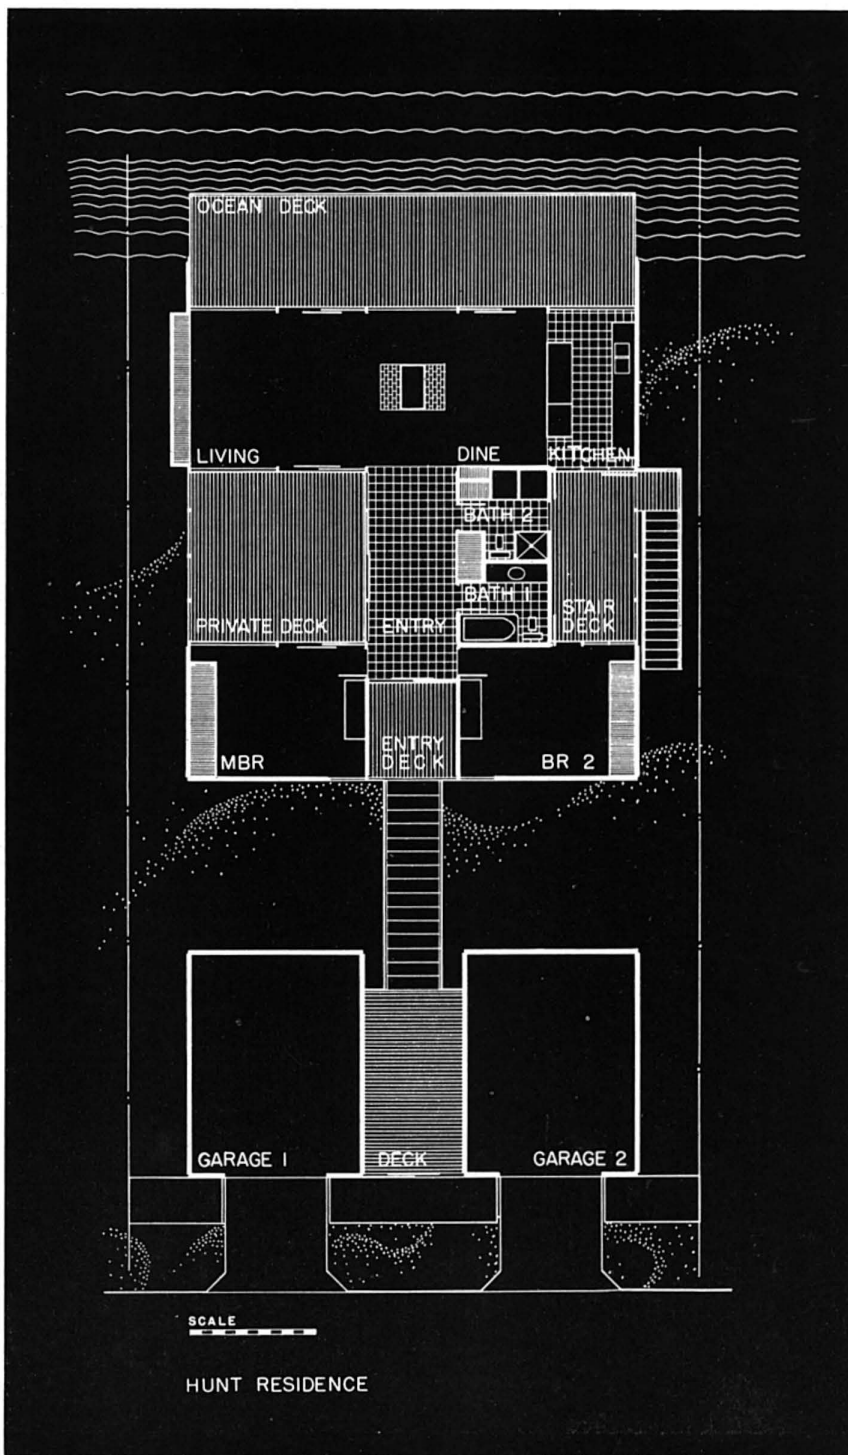 OCEAN DECK
LIVING
DINE
KITCHEN
BATH 2
BATH 1
PRIVATE DECK
ENTRY
STAIR
DECK
MBR
ENTRY
DECK
BR 2
GARAGE 1
DECK
GARAGE 2
SCALE
HUNT RESIDENCE